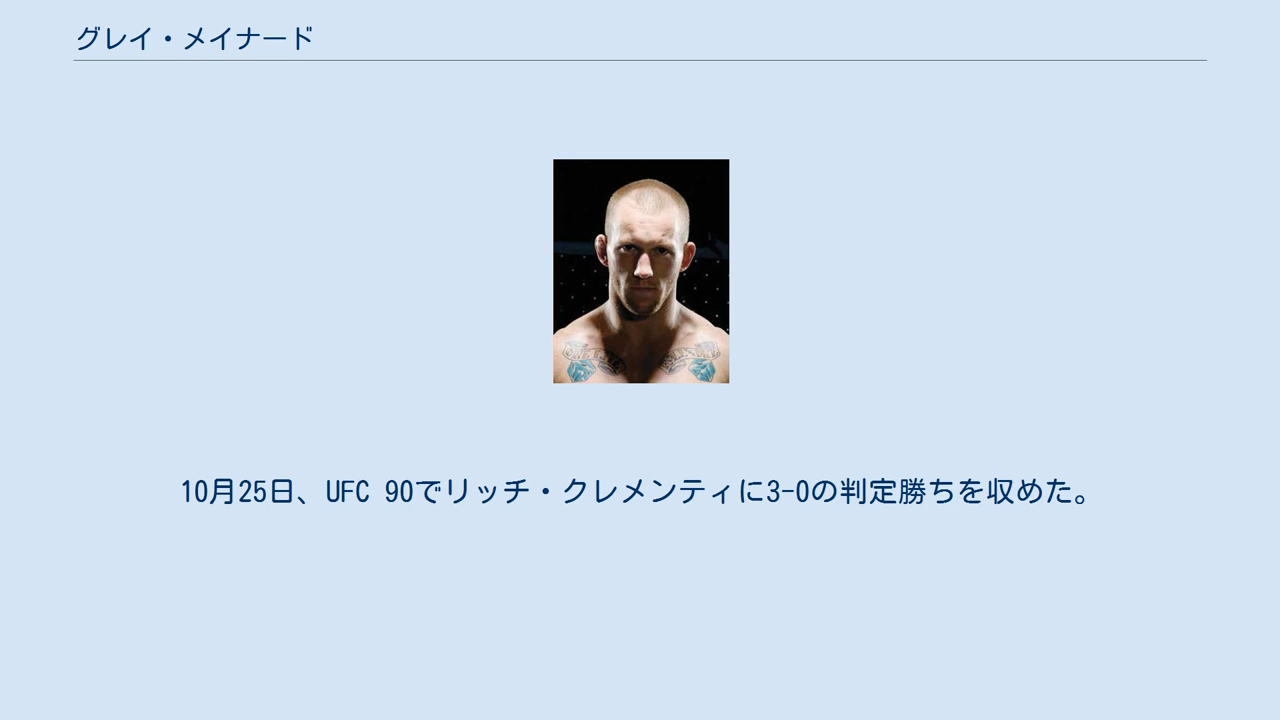 グレイ・メイナード
10月25日、UFC 90でリッチ・クレメンティに3-0の判定勝ちを収めた。